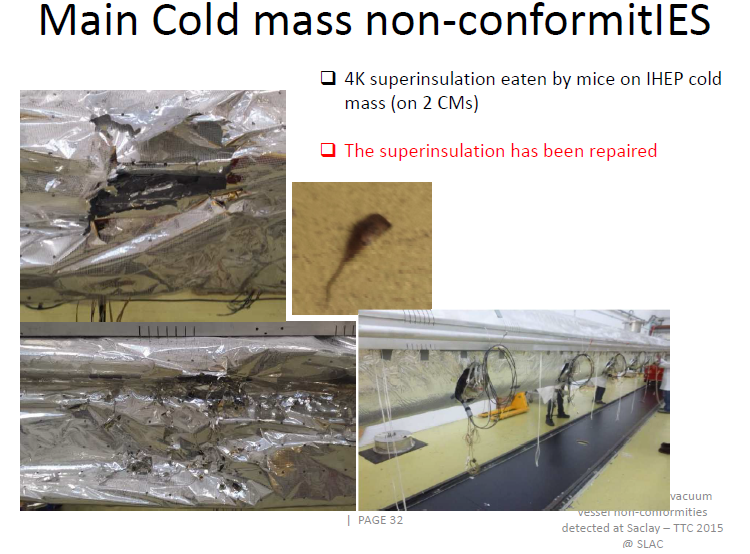 Main Cold mass non-conformitIES
❑ 4K superinsulation eaten by mice on IHEP cold
mass (on 2 CMs)
❑ The superinsulation has been repaired
| PAGE 32
vacuum
vessel non-conformities
detected at Saclay – TTC 2015
@ SLAC